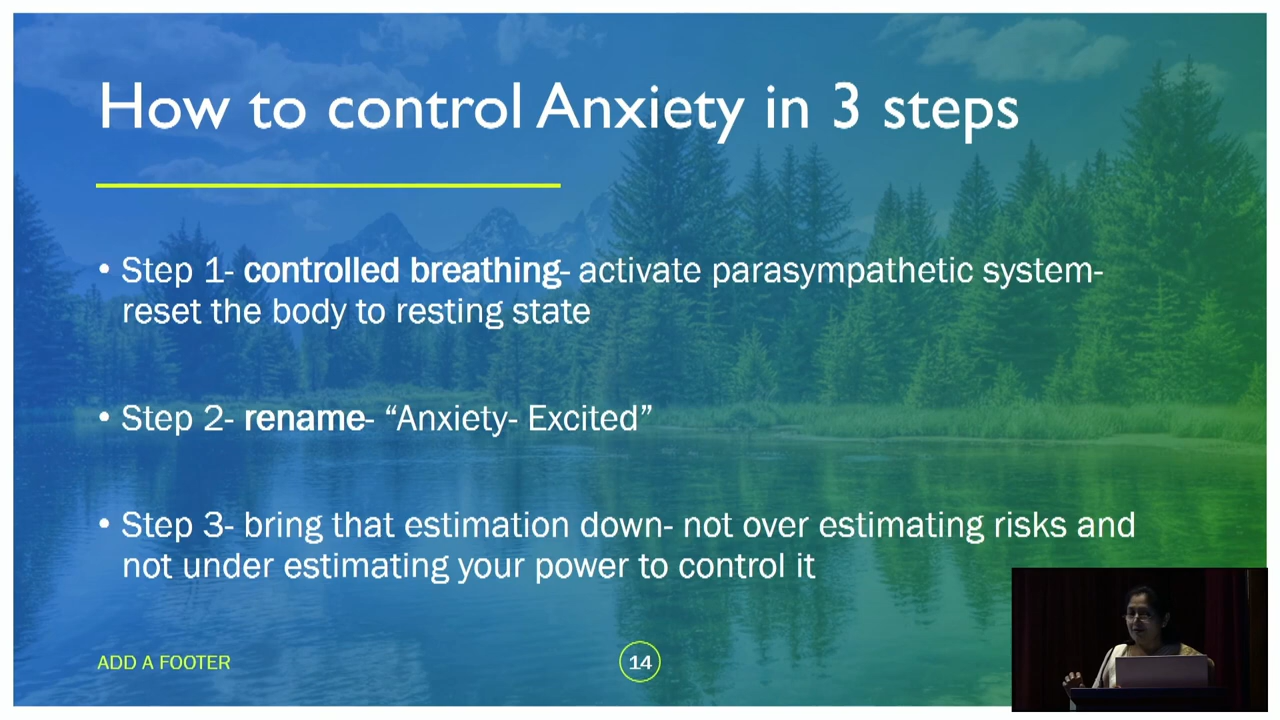 How to control Anxiety in 3 steps
• Step 1- controlled breathing- activate parasympathetic system-
reset the body to resting state
• Step 2- rename- “Anxiety- Excited”
• Step 3- bring that estimation down- not over estimating risks and
not under estimating your power to control it
ADD A FOOTER
14